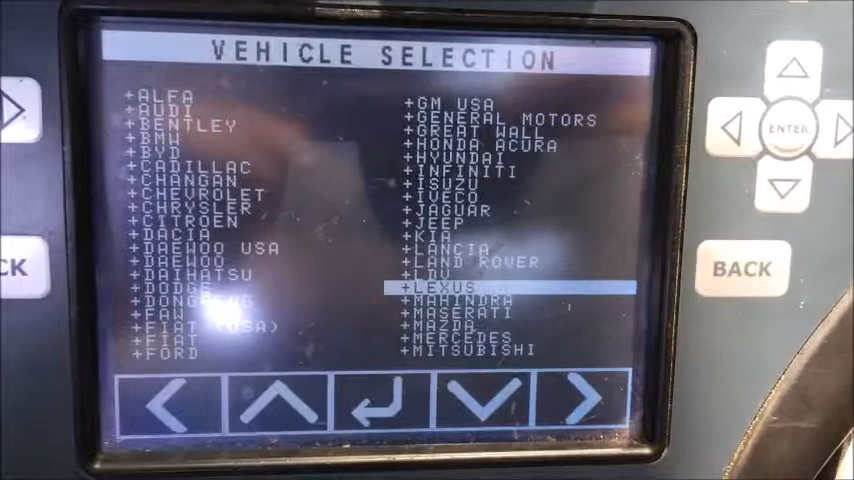 VEHICLE SELECTION
+ALFA
+AUDI
+BENTLEY
+BMW
+BYD
+CADILLAC
+CHANGAN
+CHEVROLET
+CHRYSLER
+CITROEN
+DACIA
+DAEWOO USA
+DAEWOO
+DAIHATSU
+DODGE
+DONGFENG
+FAW
+FIAT (USA)
+FIAT
+FORD
+GM USA
+GENERAL MOTORS
+GREAT WALL
+HONDA ACURA
+HYUNDAI
+INFINITI
+ISUZU
+IVECO
+JAGUAR
+JEEP
+KIA
+LANCIA
+LAND ROVER
+LDV
+LEXUS
+MAHINDRA
+MASERATI
+MAZDA
+MERCEDES
+MITSUBISHI
ENTER
BACK
CK